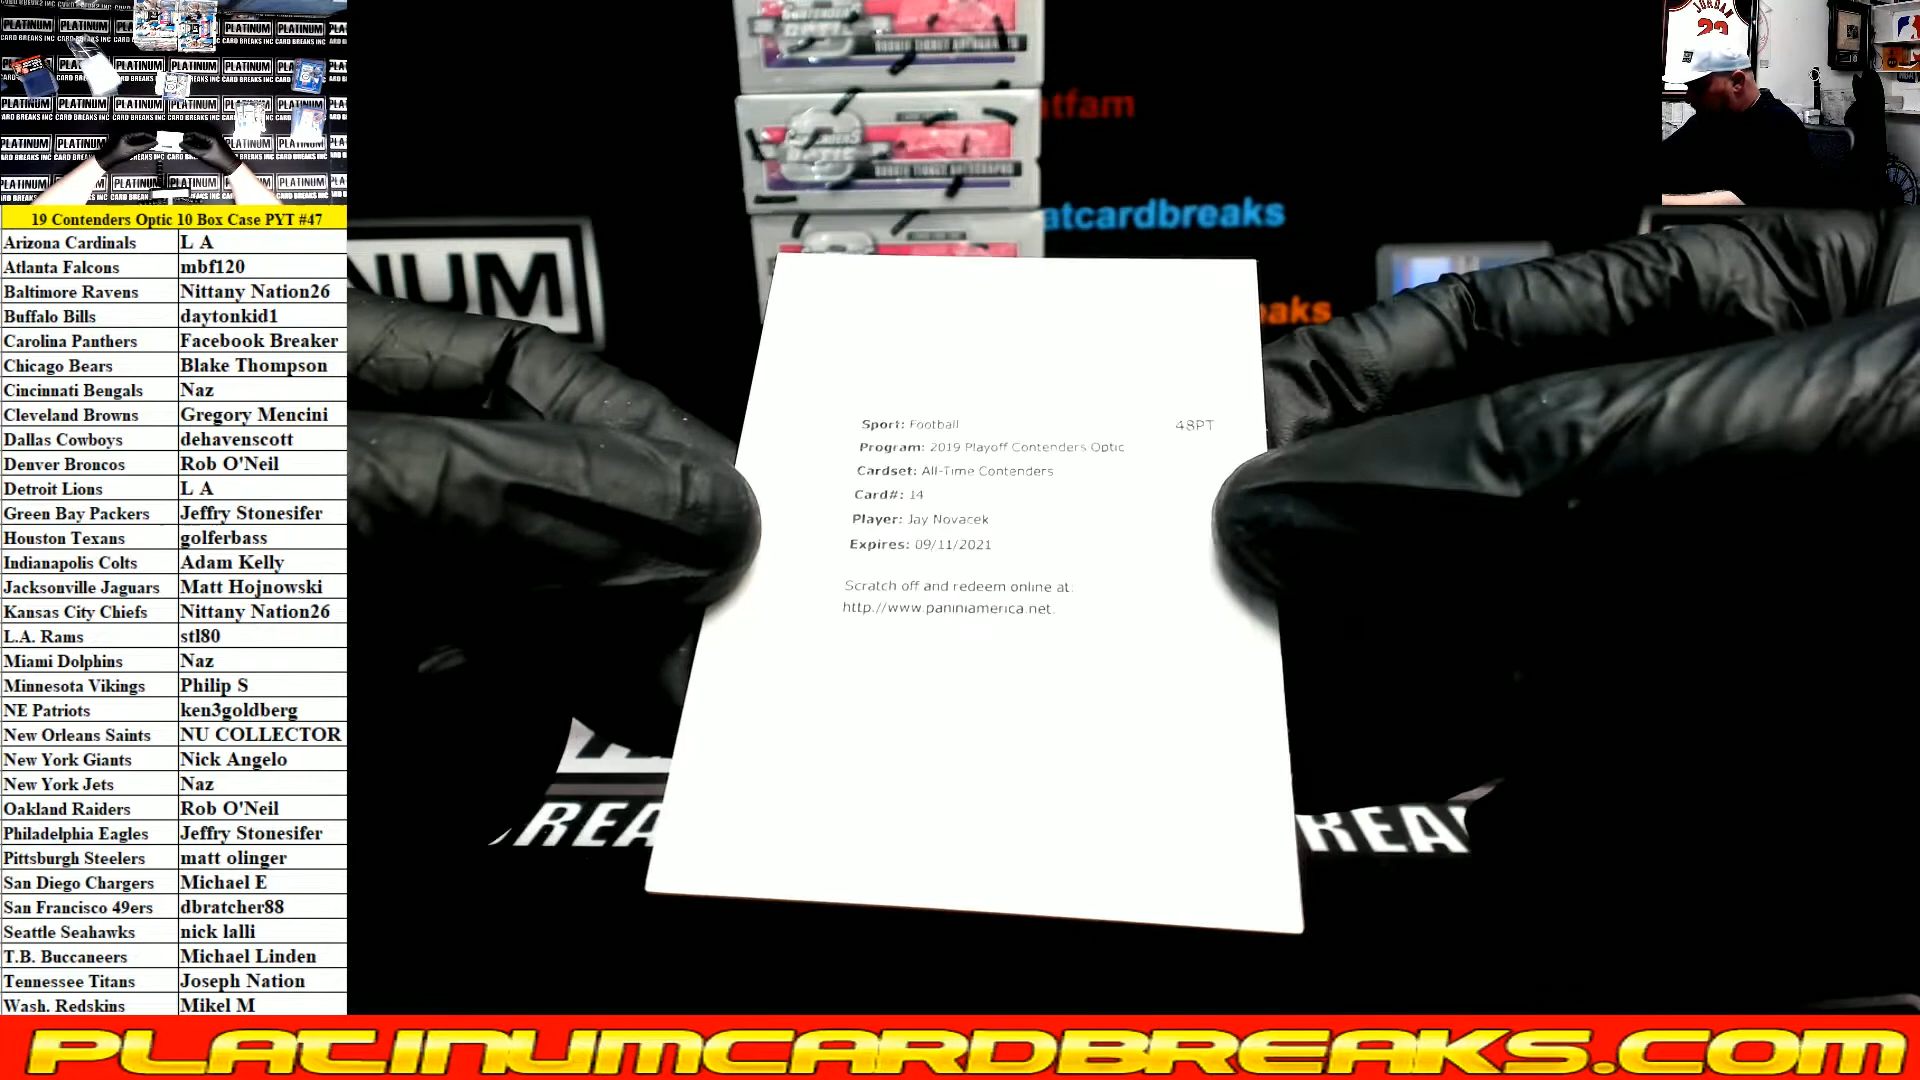 19 Contenders Optic 10 Box Case PYT #47
Arizona Cardinals L A
Atlanta Falcons mbf120
Baltimore Ravens Nittany Nation26
Buffalo Bills daytonkid1
Carolina Panthers Facebook Breaker
Chicago Bears Blake Thompson
Cincinnati Bengals Naz
Cleveland Browns Gregory Mencini
Dallas Cowboys dehavenscott
Denver Broncos Rob O'Neil
Detroit Lions L A
Green Bay Packers Jeffry Stonesifer
Houston Texans golferbass
Indianapolis Colts Adam Kelly
Jacksonville Jaguars Matt Hojnowski
Kansas City Chiefs Nittany Nation26
L.A. Rams stl80
Miami Dolphins Naz
Minnesota Vikings Philip S
NE Patriots ken3goldberg
New Orleans Saints NU COLLECTOR
New York Giants Nick Angelo
New York Jets Naz
Oakland Raiders Rob O'Neil
Philadelphia Eagles Jeffry Stonesifer
Pittsburgh Steelers matt olinger
San Diego Chargers Michael E
San Francisco 49ers dbratcher88
Seattle Seahawks nick lalli
T.B. Buccaneers Michael Linden
Tennessee Titans Joseph Nation
Wash. Redskins Mikel M
atfam
atcardbreaks
eaks
NUM
Sport: Football 48PT
Program: 2019 Playoff Contenders Optic
Cardset: All-Time Contenders
Card#: 14
Player: Jay Novacek
Expires: 09/11/2021
Scratch off and redeem online at:
http://www.paniniamerica.net.
REA
REA
JORDAN
23
PLATINUMCARDBREAKS.COM